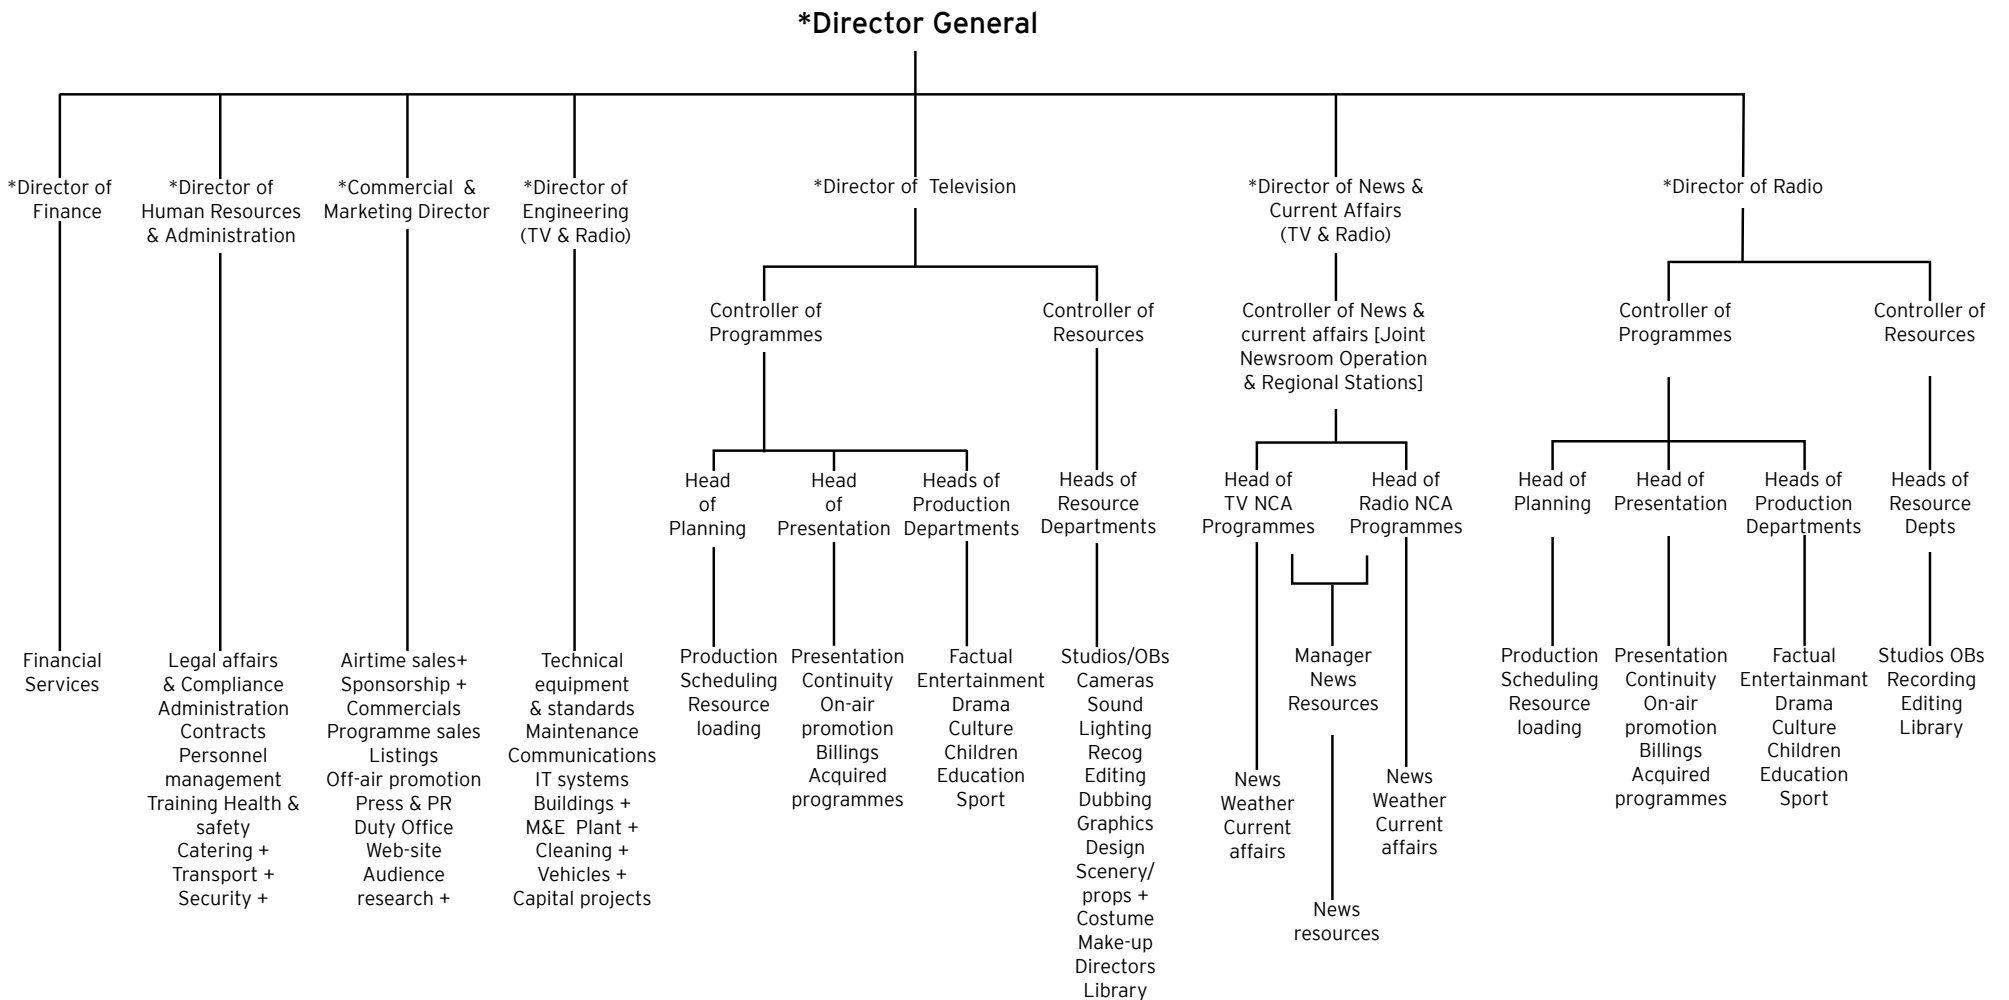 *Director General
*Director of
Finance
*Director of
Human Resources
& Administration
*Commercial &
Marketing Director
*Director of
Engineering
(TV & Radio)
*Director of Television
*Director of News &
Current Affairs
(TV & Radio)
*Director of Radio
Controller of
Programmes
Controller of
Resources
Controller of News &
current affairs [Joint
Newsroom Operation
& Regional Stations]
Controller of
Programmes
Controller of
Resources
Head
of
Planning
Head
of
Presentation
Heads of
Production
Departments
Heads of
Resource
Departments
Head of
TV NCA
Programmes
Head of
Radio NCA
Programmes
Head of
Planning
Head of
Presentation
Heads of
Production
Departments
Heads of
Resource
Depts
Financial
Services
Legal affairs
& Compliance
Administration
Contracts
Personnel
management
Training Health &
safety
Catering +
Transport +
Security +
Airtime sales+
Sponsorship +
Commercials
Programme sales
Listings
Off-air promotion
Press & PR
Duty Office
Web-site
Audience
research +
Technical
equipment
& standards
Maintenance
Communications
IT systems
Buildings +
M&E Plant +
Cleaning +
Vehicles +
Capital projects
Production
Scheduling
Resource
loading
Presentation
Continuity
On-air
promotion
Billings
Acquired
programmes
Factual
Entertainment
Drama
Culture
Children
Education
Sport
Studios/OBs
Cameras
Sound
Lighting
Recog
Editing
Dubbing
Graphics
Design
Scenery/
props +
Costume
Make-up
Directors
Library
News
Weather
Current
affairs
Manager
News
Resources
News
resources
News
Weather
Current
affairs
Production
Scheduling
Resource
loading
Presentation
Continuity
On-air
promotion
Billings
Acquired
programmes
Factual
Entertainmant
Drama
Culture
Children
Education
Sport
Studios OBs
Recording
Editing
Library